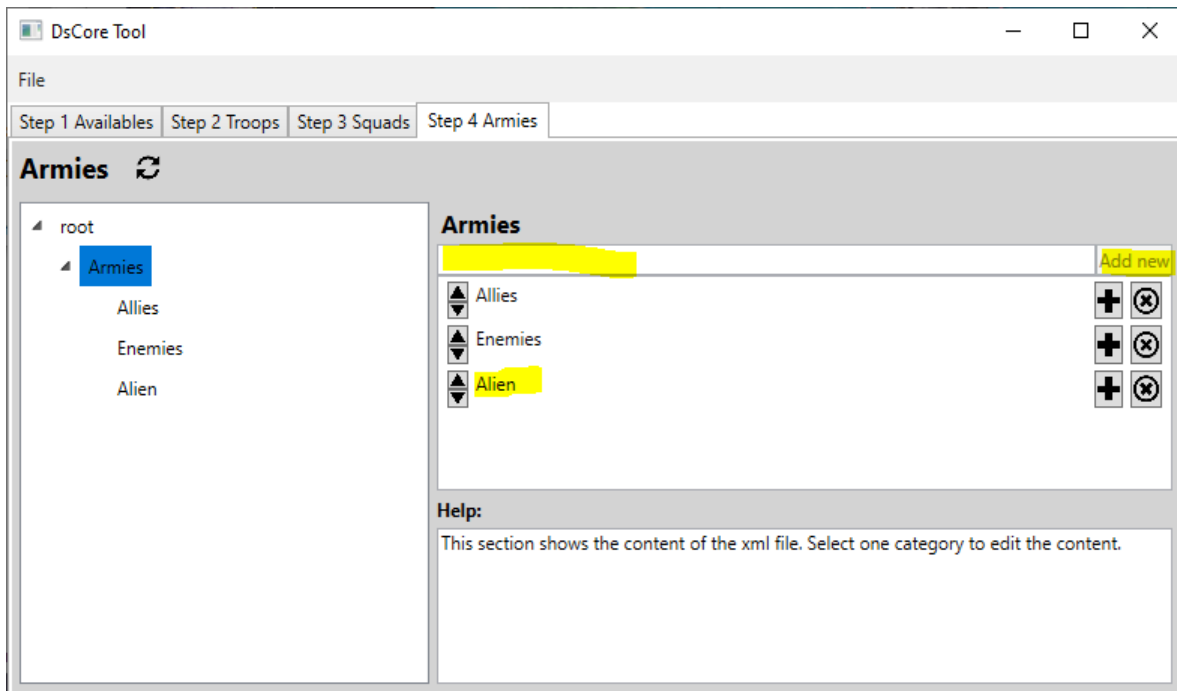 DsCore Tool
File
Step 1 Availables Step 2 Troops Step 3 Squads Step 4 Armies
Armies
root
Armies
Allies
Enemies
Alien
Armies
Add new
Allies
Enemies
Alien
Help:
This section shows the content of the xml file. Select one category to edit the content.